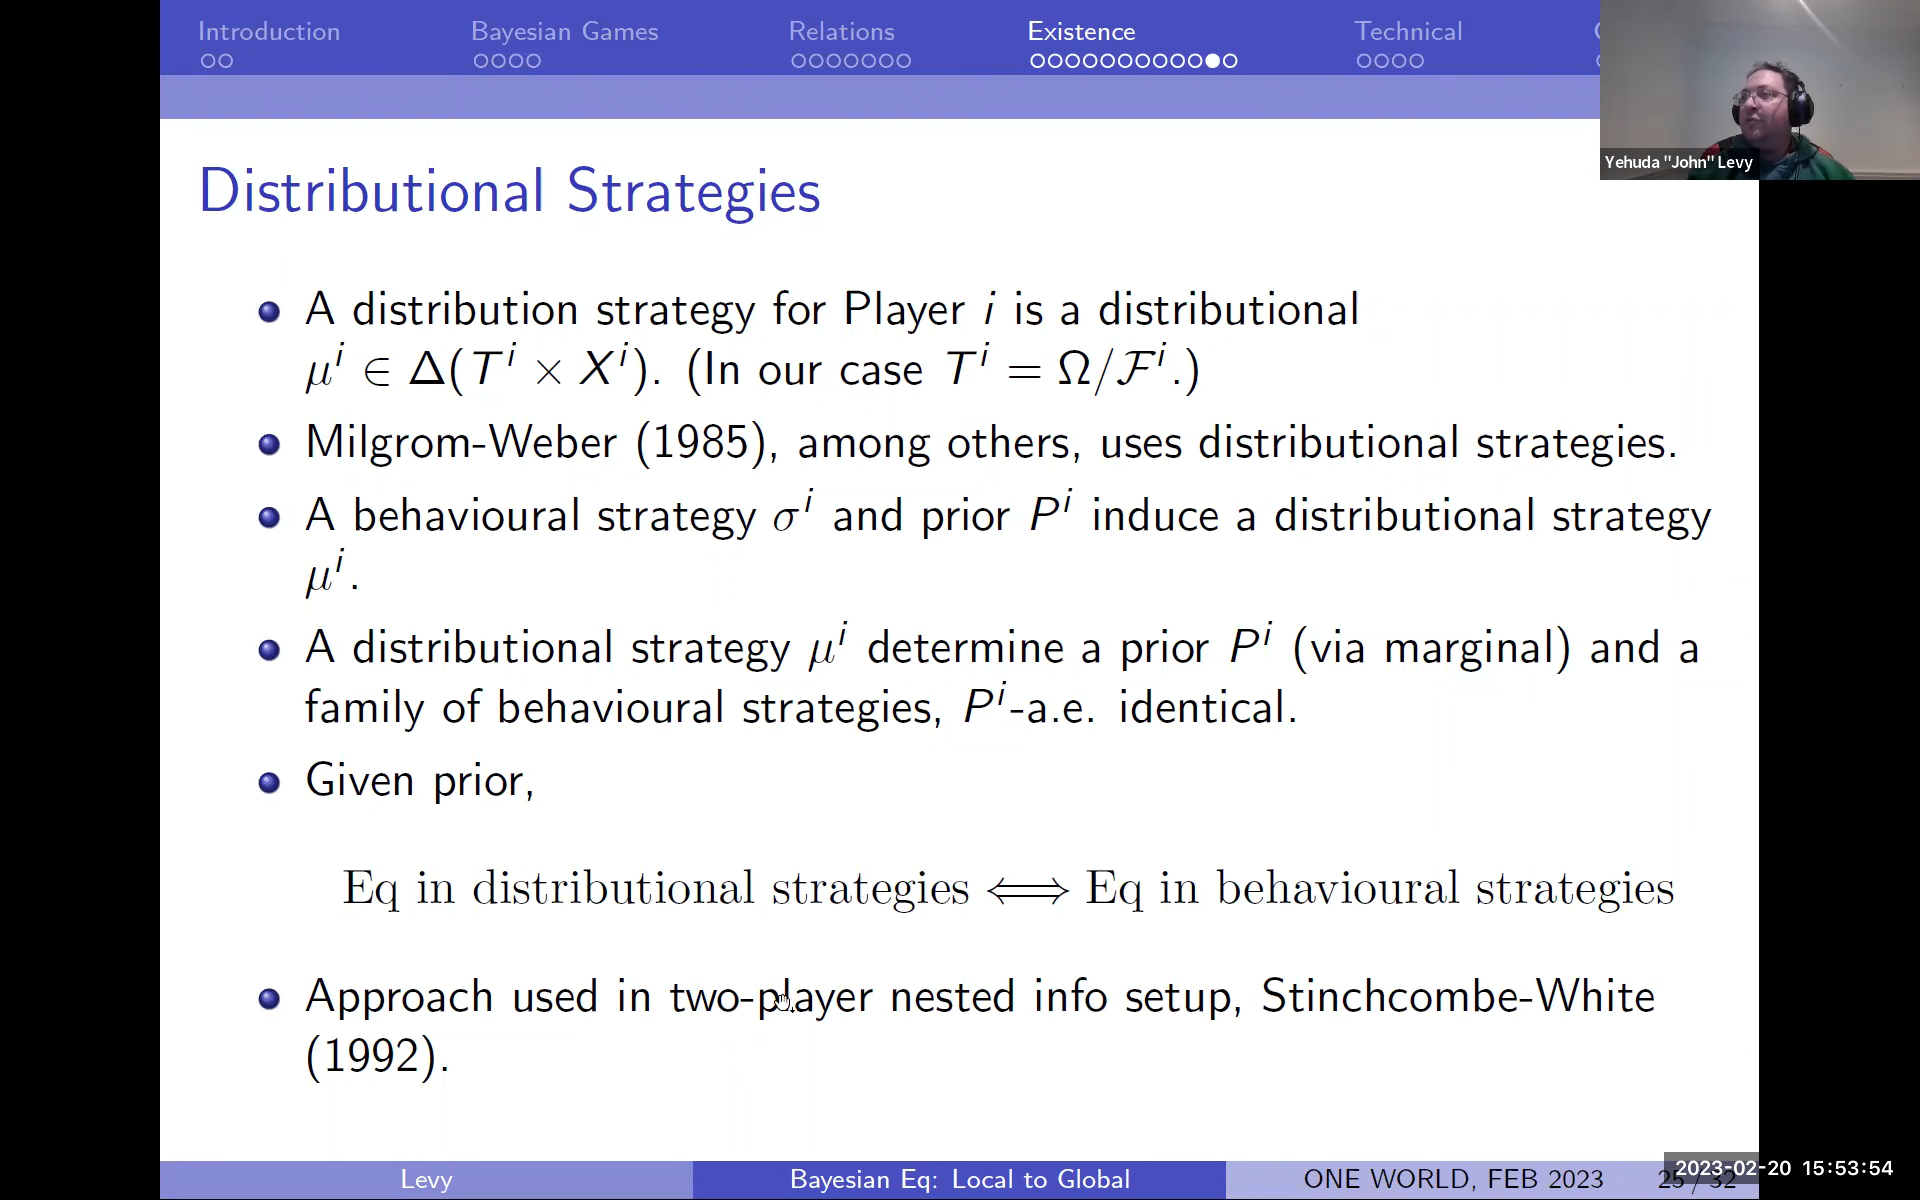 Introduction Bayesian Games Relations Existence Technical
Yehuda "John" Levy
Distributional Strategies
A distribution strategy for Player i is a distributional
μ^i ∈ Δ(T^i × X^i). (In our case T^i = Ω/ℱ^i.)
Milgrom-Weber (1985), among others, uses distributional strategies.
A behavioural strategy σ^i and prior P^i induce a distributional strategy
μ^i.
A distributional strategy μ^i determine a prior P^i (via marginal) and a
family of behavioural strategies, P^i-a.e. identical.
Given prior,
Eq in distributional strategies ⟺ Eq in behavioural strategies
Approach used in two-player nested info setup, Stinchcombe-White
(1992).
Levy Bayesian Eq: Local to Global ONE WORLD, FEB 2023 25 / 32
2023-02-20 15:53:54